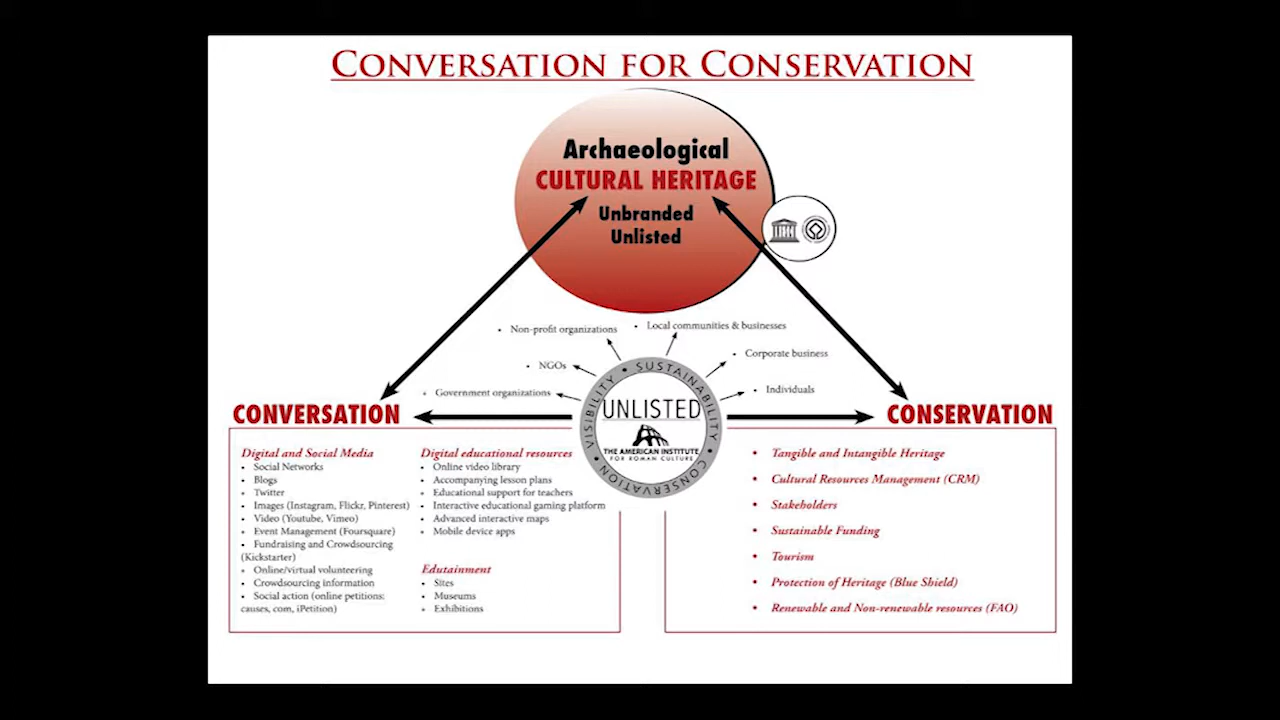 CONVERSATION FOR CONSERVATION
Archaeological
CULTURAL HERITAGE
Unbranded
Unlisted
• Non-profit organizations
• Local communities & businesses
• NGOs
• Corporate business
• Government organizations
• Individuals
VISIBILITY • SUSTAINABILITY • CONSERVATION •
UNLISTED
THE AMERICAN INSTITUTE
FOR ROMAN CULTURE
CONVERSATION
Digital and Social Media
• Social Networks
• Blogs
• Twitter
• Images (Instagram, Flickr, Pinterest)
• Video (Youtube, Vimeo)
• Event Management (Foursquare)
• Fundraising and Crowdsourcing
(Kickstarter)
• Online/virtual volunteering
• Crowdsourcing information
• Social action (online petitions:
causes, com, iPetition)
Digital educational resources
• Online video library
• Accompanying lesson plans
• Educational support for teachers
• Interactive educational gaming platform
• Advanced interactive maps
• Mobile device apps
Edutainment
• Sites
• Museums
• Exhibitions
CONSERVATION
• Tangible and Intangible Heritage
• Cultural Resources Management (CRM)
• Stakeholders
• Sustainable Funding
• Tourism
• Protection of Heritage (Blue Shield)
• Renewable and Non-renewable resources (FAO)